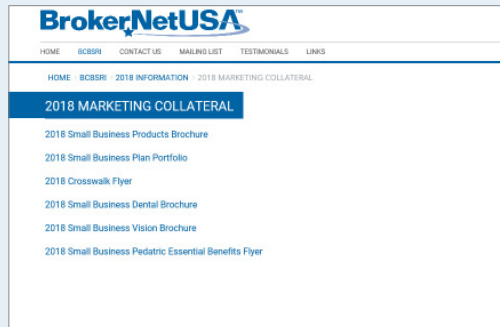 BrokerNetUSA
HOME BCBSRI CONTACT US MAILING LIST TESTIMONIALS LINKS
HOME BCBSRI 2018 INFORMATION 2018 MARKETING COLLATERAL
2018 MARKETING COLLATERAL
2018 Small Business Products Brochure
2018 Small Business Plan Portfolio
2018 Crosswalk Flyer
2018 Small Business Dental Brochure
2018 Small Business Vision Brochure
2018 Small Business Pedatric Essential Benefits Flyer